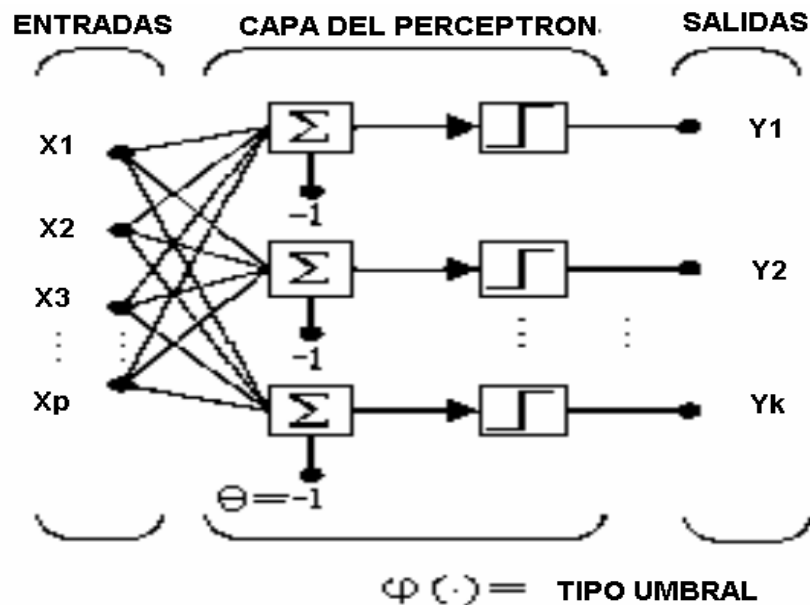 ENTRADAS CAPA DEL PERCEPTRON SALIDAS
X1 Σ Y1
-1
X2 Σ Y2
X3
-1
Xp Σ Yk
Θ=-1
φ(·)= TIPO UMBRAL